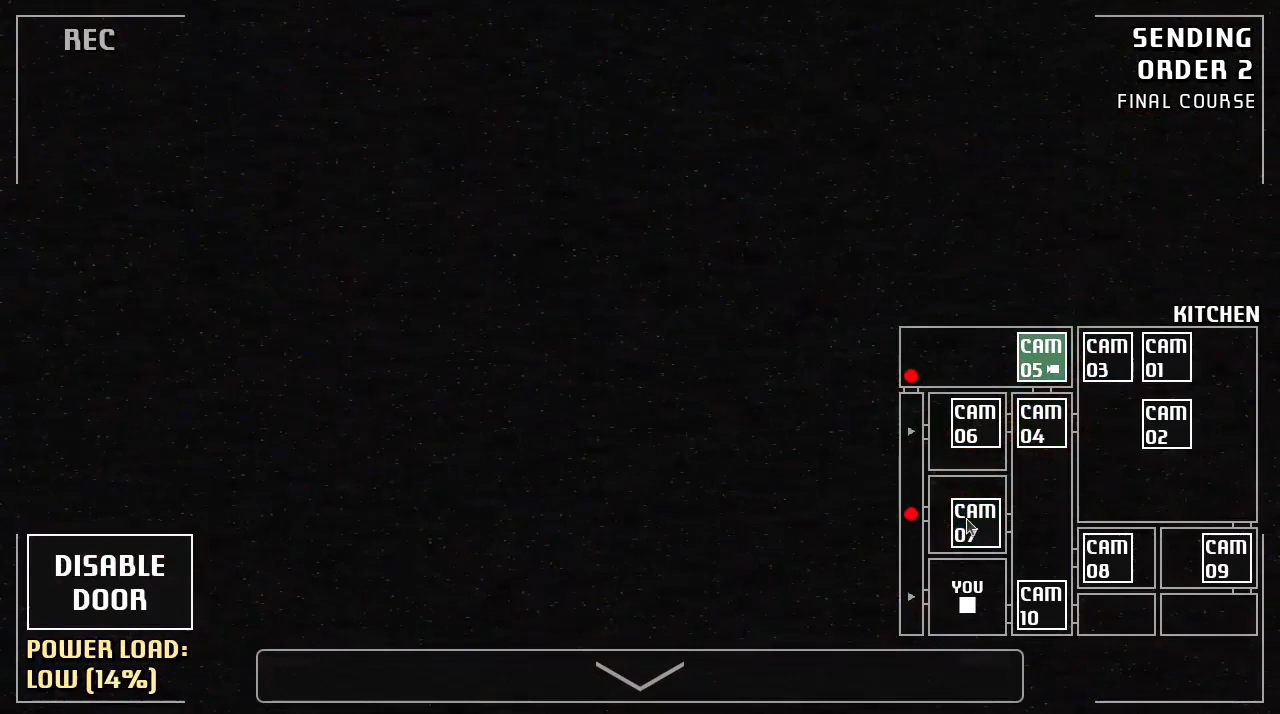 REC
SENDING
ORDER 2
FINAL COURSE
KITCHEN
CAM
05
CAM
03
CAM
01
CAM
06
CAM
04
CAM
02
CAM
07
CAM
08
CAM
09
YOU
CAM
10
DISABLE
DOOR
POWER LOAD:
LOW (14%)